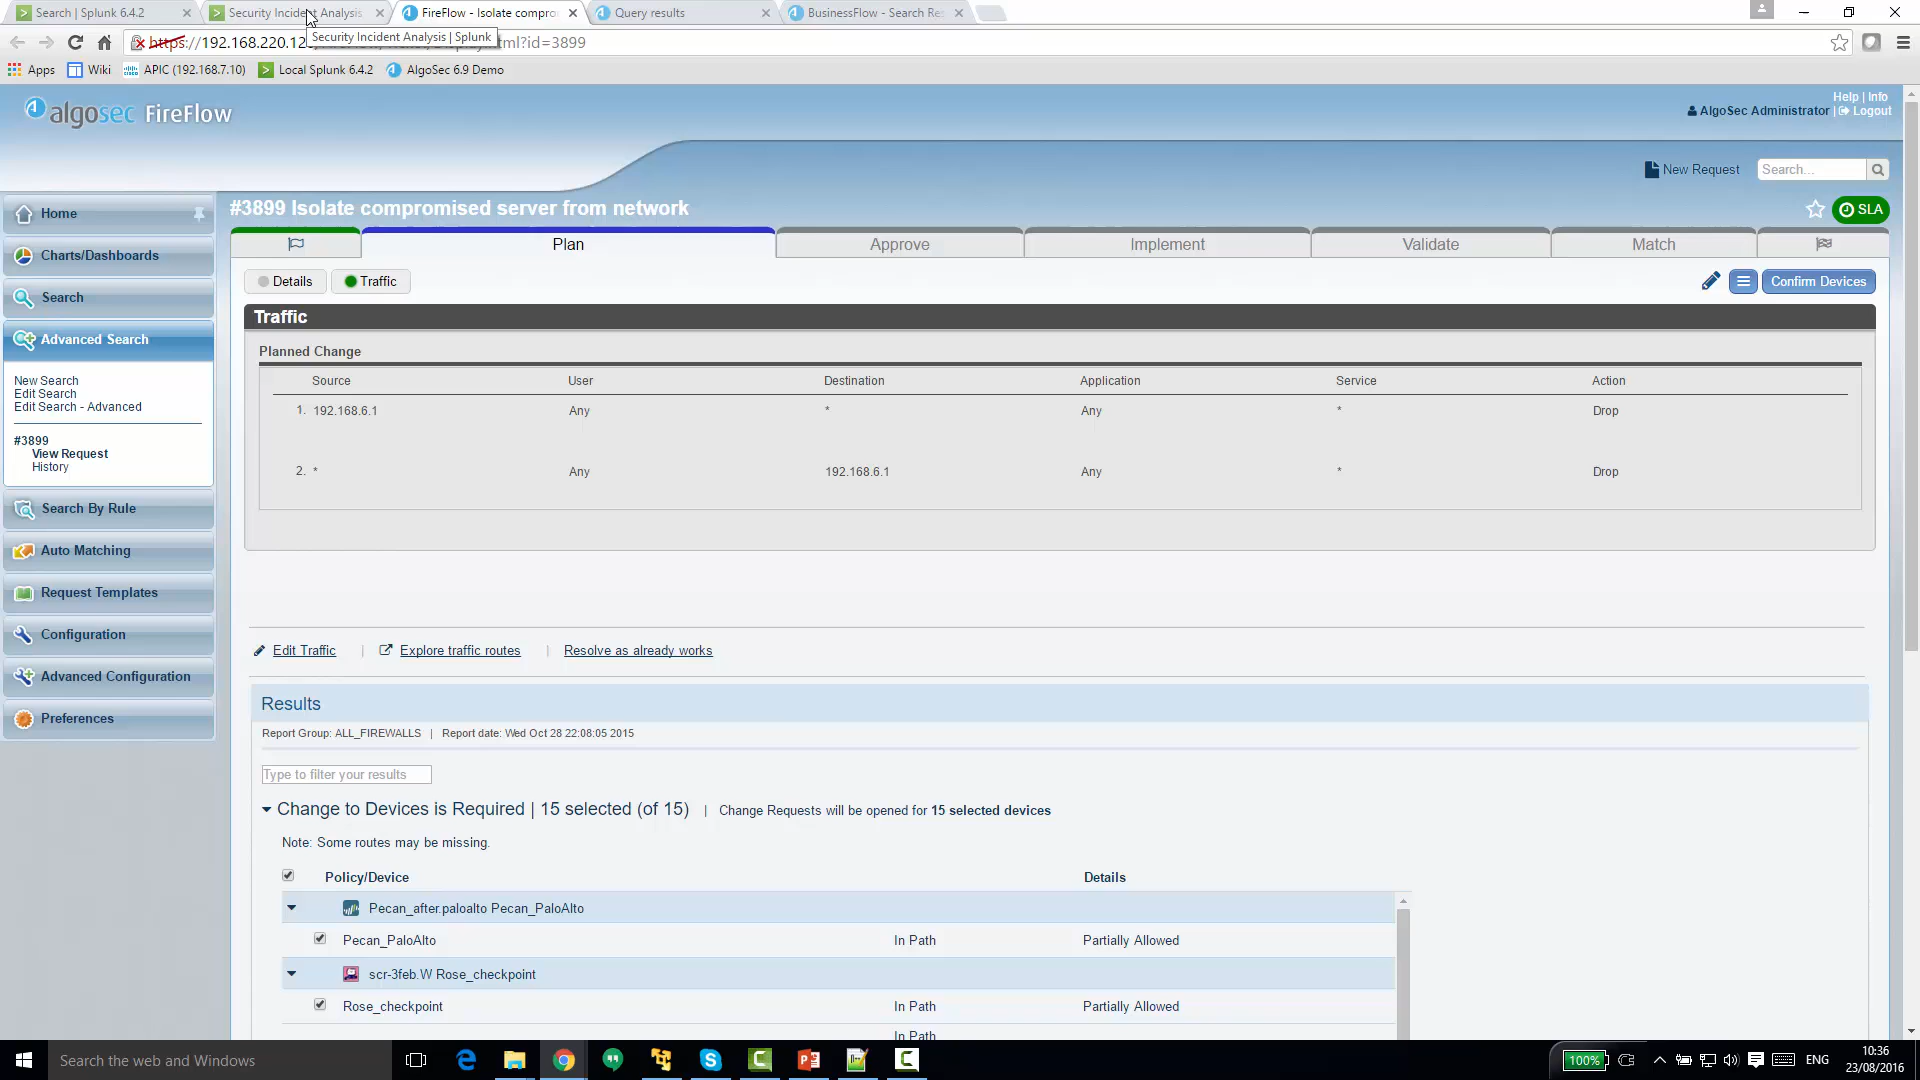 Search | Splunk 6.4.2
Security Incident Analysis
FireFlow - Isolate compro
Query results
BusinessFlow - Search Res
Security Incident Analysis | Splunk
https://192.168.220.12 html?id=3899
Apps
Wiki
APIC (192.168.7.10)
Local Splunk 6.4.2
AlgoSec 6.9 Demo
algosec FireFlow
Help | Info
AlgoSec Administrator | Logout
New Request
Search...
#3899 Isolate compromised server from network
SLA
Home
Charts/Dashboards
Search
Advanced Search
New Search
Edit Search
Edit Search - Advanced
#3899
View Request
History
Search By Rule
Auto Matching
Request Templates
Configuration
Advanced Configuration
Preferences
Plan
Approve
Implement
Validate
Match
Details
Traffic
Confirm Devices
Traffic
Planned Change
Source User Destination Application Service Action
1. 192.168.6.1 Any * Any * Drop
2. * Any 192.168.6.1 Any * Drop
Edit Traffic | Explore traffic routes | Resolve as already works
Results
Report Group: ALL_FIREWALLS | Report date: Wed Oct 28 22:08:05 2015
Type to filter your results
Change to Devices is Required | 15 selected (of 15) | Change Requests will be opened for 15 selected devices
Note: Some routes may be missing.
Policy/Device Details
Pecan_after.paloalto Pecan_PaloAlto
Pecan_PaloAlto In Path Partially Allowed
scr-3feb.W Rose_checkpoint
Rose_checkpoint In Path Partially Allowed
In Path
Search the web and Windows
100%
ENG
10:36
23/08/2016